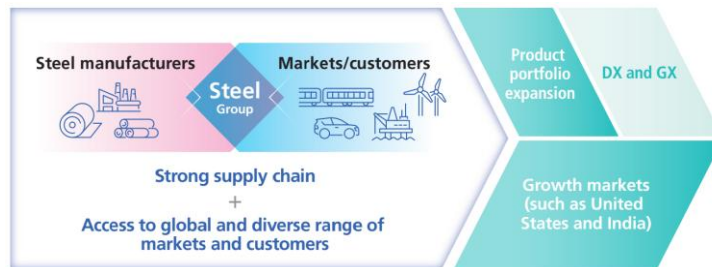 Steel manufacturers
Steel
Group
Markets/customers
Strong supply chain
+
Access to global and diverse range of
markets and customers
Product
portfolio
expansion
DX and GX
Growth markets
(such as United
States and India)